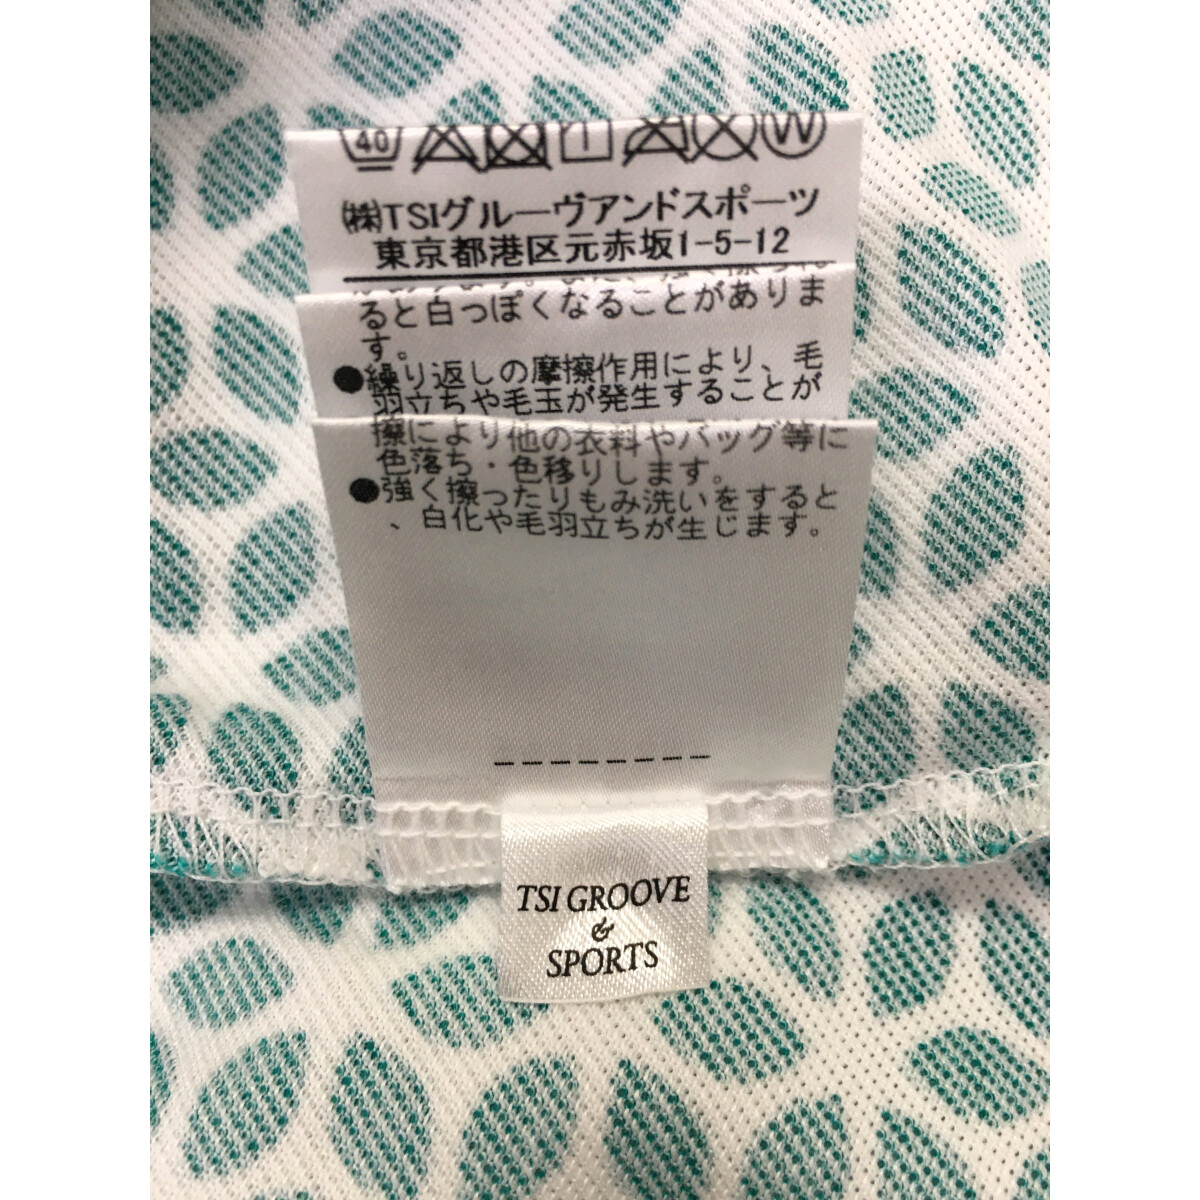 40
W
㈱TSIグルーヴアンドスポーツ
東京都港区元赤坂1-5-12
ると白っぽくなることがありま
す。
●繰り返しの摩擦作用により、毛
羽立ちや毛玉が発生することが
擦により他の衣料やバッグ等に
色落ち・色移りします。
●強く擦ったりもみ洗いをすると
、白化や毛羽立ちが生じます。
TSI GROOVE
&
SPORTS